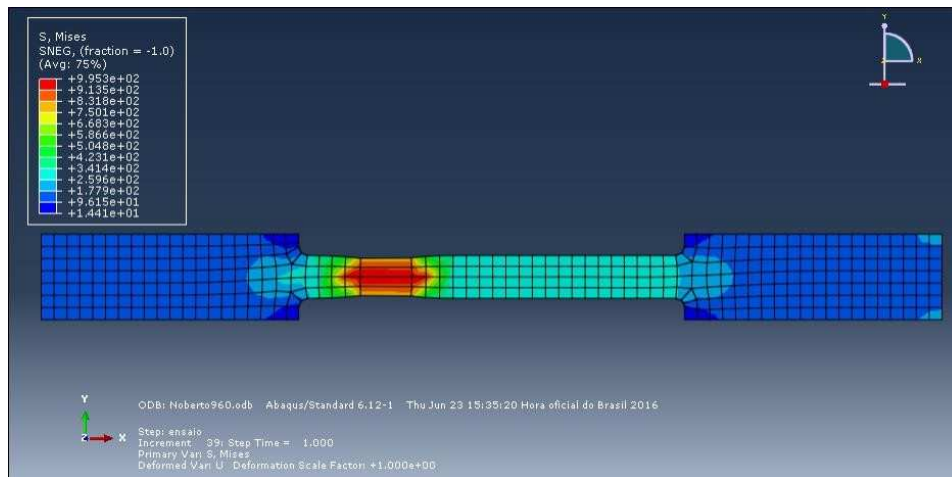 S, Mises
SNEG, (fraction = -1.0)
(Avg: 75%)
+9.953e+02
+9.135e+02
+8.318e+02
+7.501e+02
+6.683e+02
+5.866e+02
+5.048e+02
+4.231e+02
+3.414e+02
+2.596e+02
+1.779e+02
+9.615e+01
+1.441e+01
Y
X
Z
Y
X
Z
ODB: Noberto960.odb Abaqus/Standard 6.12-1 Thu Jun 23 15:35:20 Hora oficial do Brasil 2016
Step: ensaio
Increment 39: Step Time = 1.000
Primary Var: S, Mises
Deformed Var: U Deformation Scale Factor: +1.000e+00